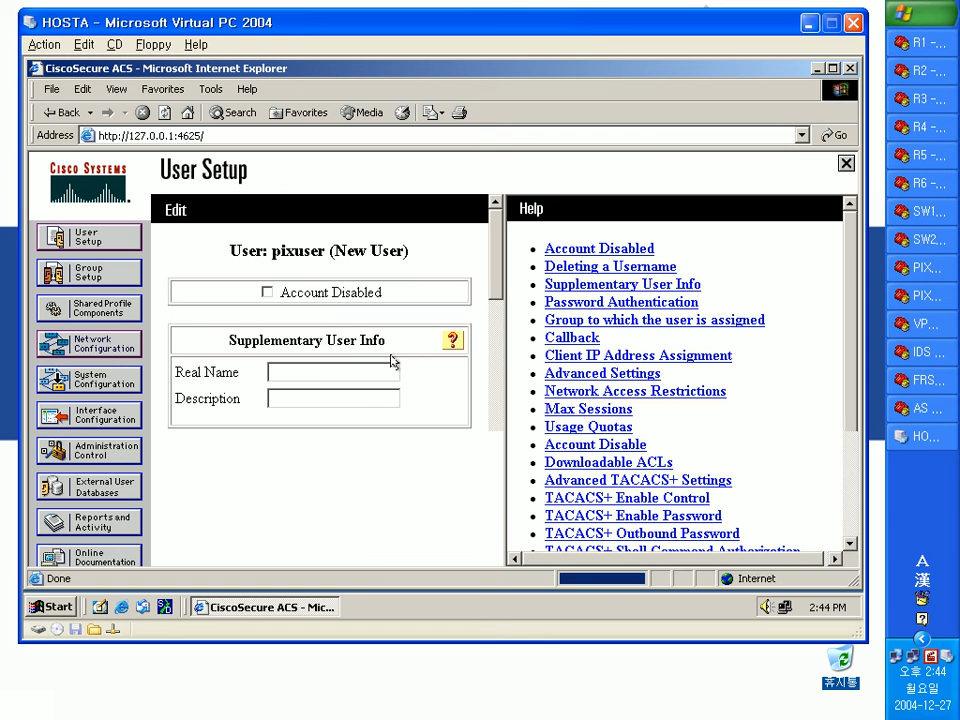 HOSTA - Microsoft Virtual PC 2004
Action Edit CD Floppy Help
CiscoSecure ACS - Microsoft Internet Explorer
File Edit View Favorites Tools Help
Back Search Favorites Media
Address http://127.0.0.1:4625/ Go
CISCO SYSTEMS
User Setup
Edit
User: pixuser (New User)
Account Disabled
Supplementary User Info
?
Real Name
Description
User
Setup
Group
Setup
Shared Profile
Components
Network
Configuration
System
Configuration
Interface
Configuration
Administration
Control
External User
Databases
Reports and
Activity
Online
Documentation
Help
Account Disabled
Deleting a Username
Supplementary User Info
Password Authentication
Group to which the user is assigned
Callback
Client IP Address Assignment
Advanced Settings
Network Access Restrictions
Max Sessions
Usage Quotas
Account Disable
Downloadable ACLs
Advanced TACACS+ Settings
TACACS+ Enable Control
TACACS+ Enable Password
TACACS+ Outbound Password
TACACS+ Shell Command Authorization
Done
Internet
Start
CiscoSecure ACS - Mic...
2:44 PM
휴지통
R1 -...
R2 -...
R3 -...
R4 -...
R5 -...
R6 -...
SW1...
SW2...
PIX...
PIX...
VP...
IDS ...
FRS...
AS ...
HO...
A
漢
?
오후 2:44
월요일
2004-12-27